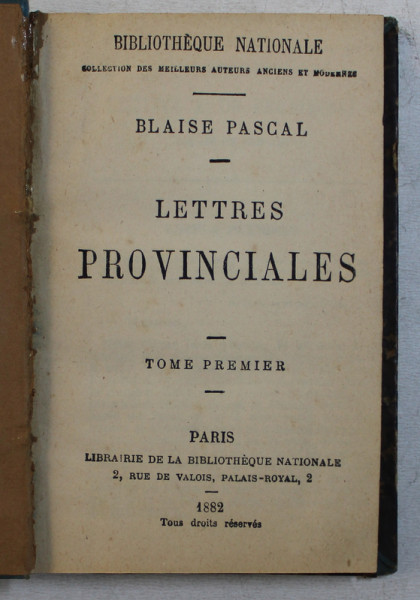 BIBLIOTHÈQUE NATIONALE
COLLECTION DES MEILLEURS AUTEURS ANCIENS ET MODERNES
BLAISE PASCAL
LETTRES
PROVINCIALES
TOME PREMIER
PARIS
LIBRAIRIE DE LA BIBLIOTHÈQUE NATIONALE
2, RUE DE VALOIS, PALAIS-ROYAL, 2
1882
Tous droits réservés